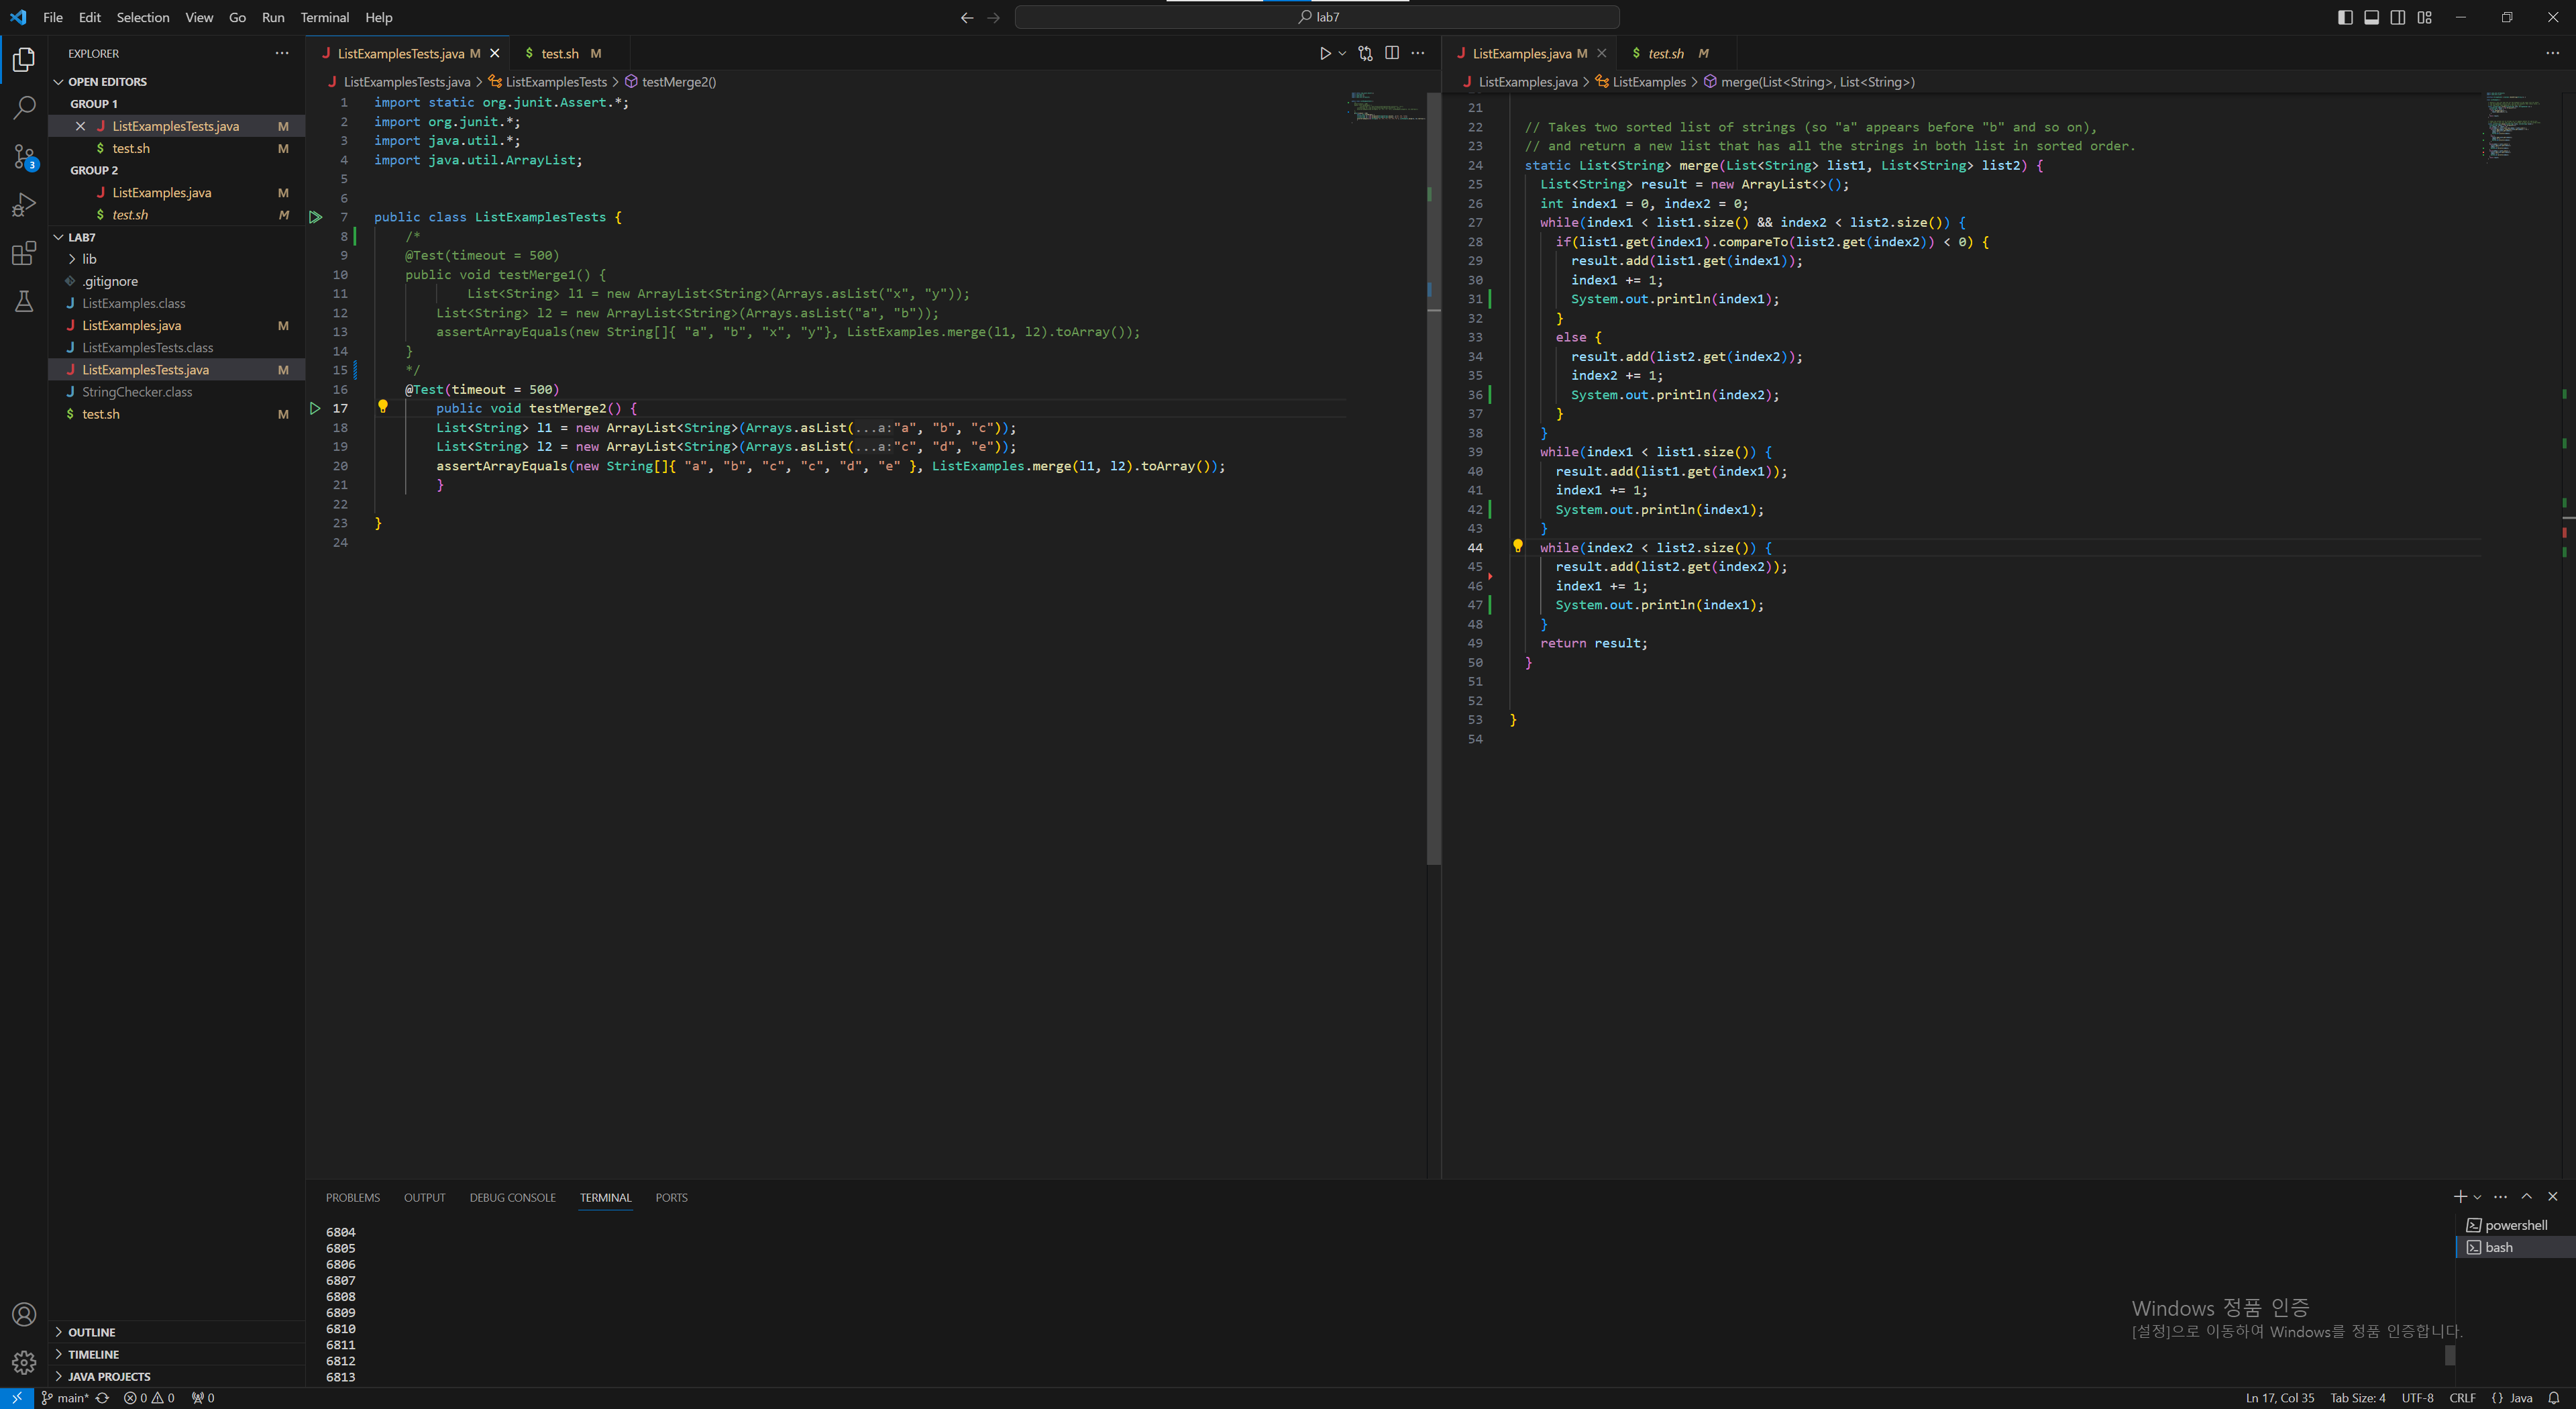 File Edit Selection View Go Run Terminal Help
lab7
EXPLORER
OPEN EDITORS
GROUP 1
ListExamplesTests.java M
test.sh M
GROUP 2
ListExamples.java M
test.sh M
LAB7
lib
.gitignore
ListExamples.class
ListExamples.java M
ListExamplesTests.class
ListExamplesTests.java M
StringChecker.class
test.sh M
OUTLINE
TIMELINE
JAVA PROJECTS
ListExamplesTests.java M
test.sh M
ListExamplesTests.java > ListExamplesTests > testMerge2()
1 import static org.junit.Assert.*;
2 import org.junit.*;
3 import java.util.*;
4 import java.util.ArrayList;
5
6
7 public class ListExamplesTests {
8 /*
9 @Test(timeout = 500)
10 public void testMerge1() {
11 List<String> l1 = new ArrayList<String>(Arrays.asList("x", "y"));
12 List<String> l2 = new ArrayList<String>(Arrays.asList("a", "b"));
13 assertArrayEquals(new String[]{ "a", "b", "x", "y"}, ListExamples.merge(l1, l2).toArray());
14 }
15 */
16 @Test(timeout = 500)
17 public void testMerge2() {
18 List<String> l1 = new ArrayList<String>(Arrays.asList(...a:"a", "b", "c"));
19 List<String> l2 = new ArrayList<String>(Arrays.asList(...a:"c", "d", "e"));
20 assertArrayEquals(new String[]{ "a", "b", "c", "c", "d", "e" }, ListExamples.merge(l1, l2).toArray());
21 }
22
23 }
24
ListExamples.java M
test.sh M
ListExamples.java > ListExamples > merge(List<String>, List<String>)
21
22 // Takes two sorted list of strings (so "a" appears before "b" and so on),
23 // and return a new list that has all the strings in both list in sorted order.
24 static List<String> merge(List<String> list1, List<String> list2) {
25 List<String> result = new ArrayList<>();
26 int index1 = 0, index2 = 0;
27 while(index1 < list1.size() && index2 < list2.size()) {
28 if(list1.get(index1).compareTo(list2.get(index2)) < 0) {
29 result.add(list1.get(index1));
30 index1 += 1;
31 System.out.println(index1);
32 }
33 else {
34 result.add(list2.get(index2));
35 index2 += 1;
36 System.out.println(index2);
37 }
38 }
39 while(index1 < list1.size()) {
40 result.add(list1.get(index1));
41 index1 += 1;
42 System.out.println(index1);
43 }
44 while(index2 < list2.size()) {
45 result.add(list2.get(index2));
46 index1 += 1;
47 System.out.println(index1);
48 }
49 return result;
50 }
51
52
53 }
54
PROBLEMS OUTPUT DEBUG CONSOLE TERMINAL PORTS
6804
6805
6806
6807
6808
6809
6810
6811
6812
6813
powershell
bash
Windows 정품 인증
[설정]으로 이동하여 Windows를 정품 인증합니다.
3
main* 0 0 0
Ln 17, Col 35 Tab Size: 4 UTF-8 CRLF {} Java